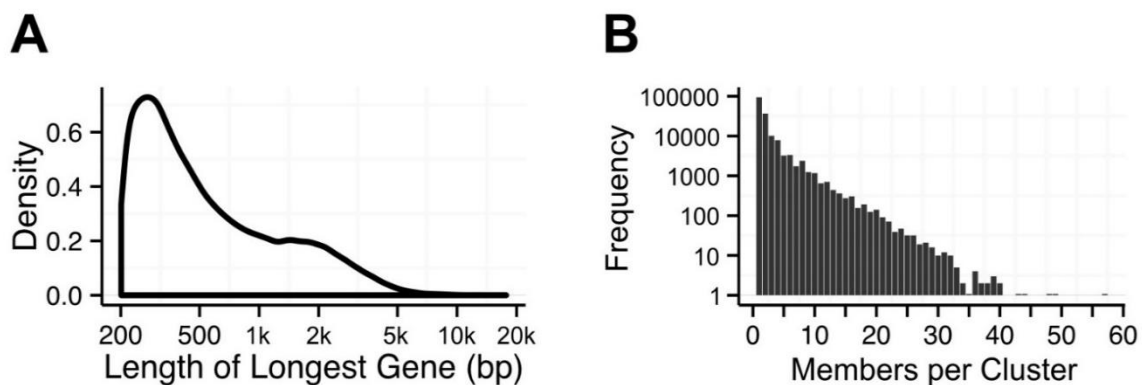 A
Density
0.6
0.4
0.2
0.0
200 500 1k 2k 5k 10k 20k
Length of Longest Gene (bp)
B
Frequency
100000
10000
1000
100
10
1
0 10 20 30 40 50 60
Members per Cluster